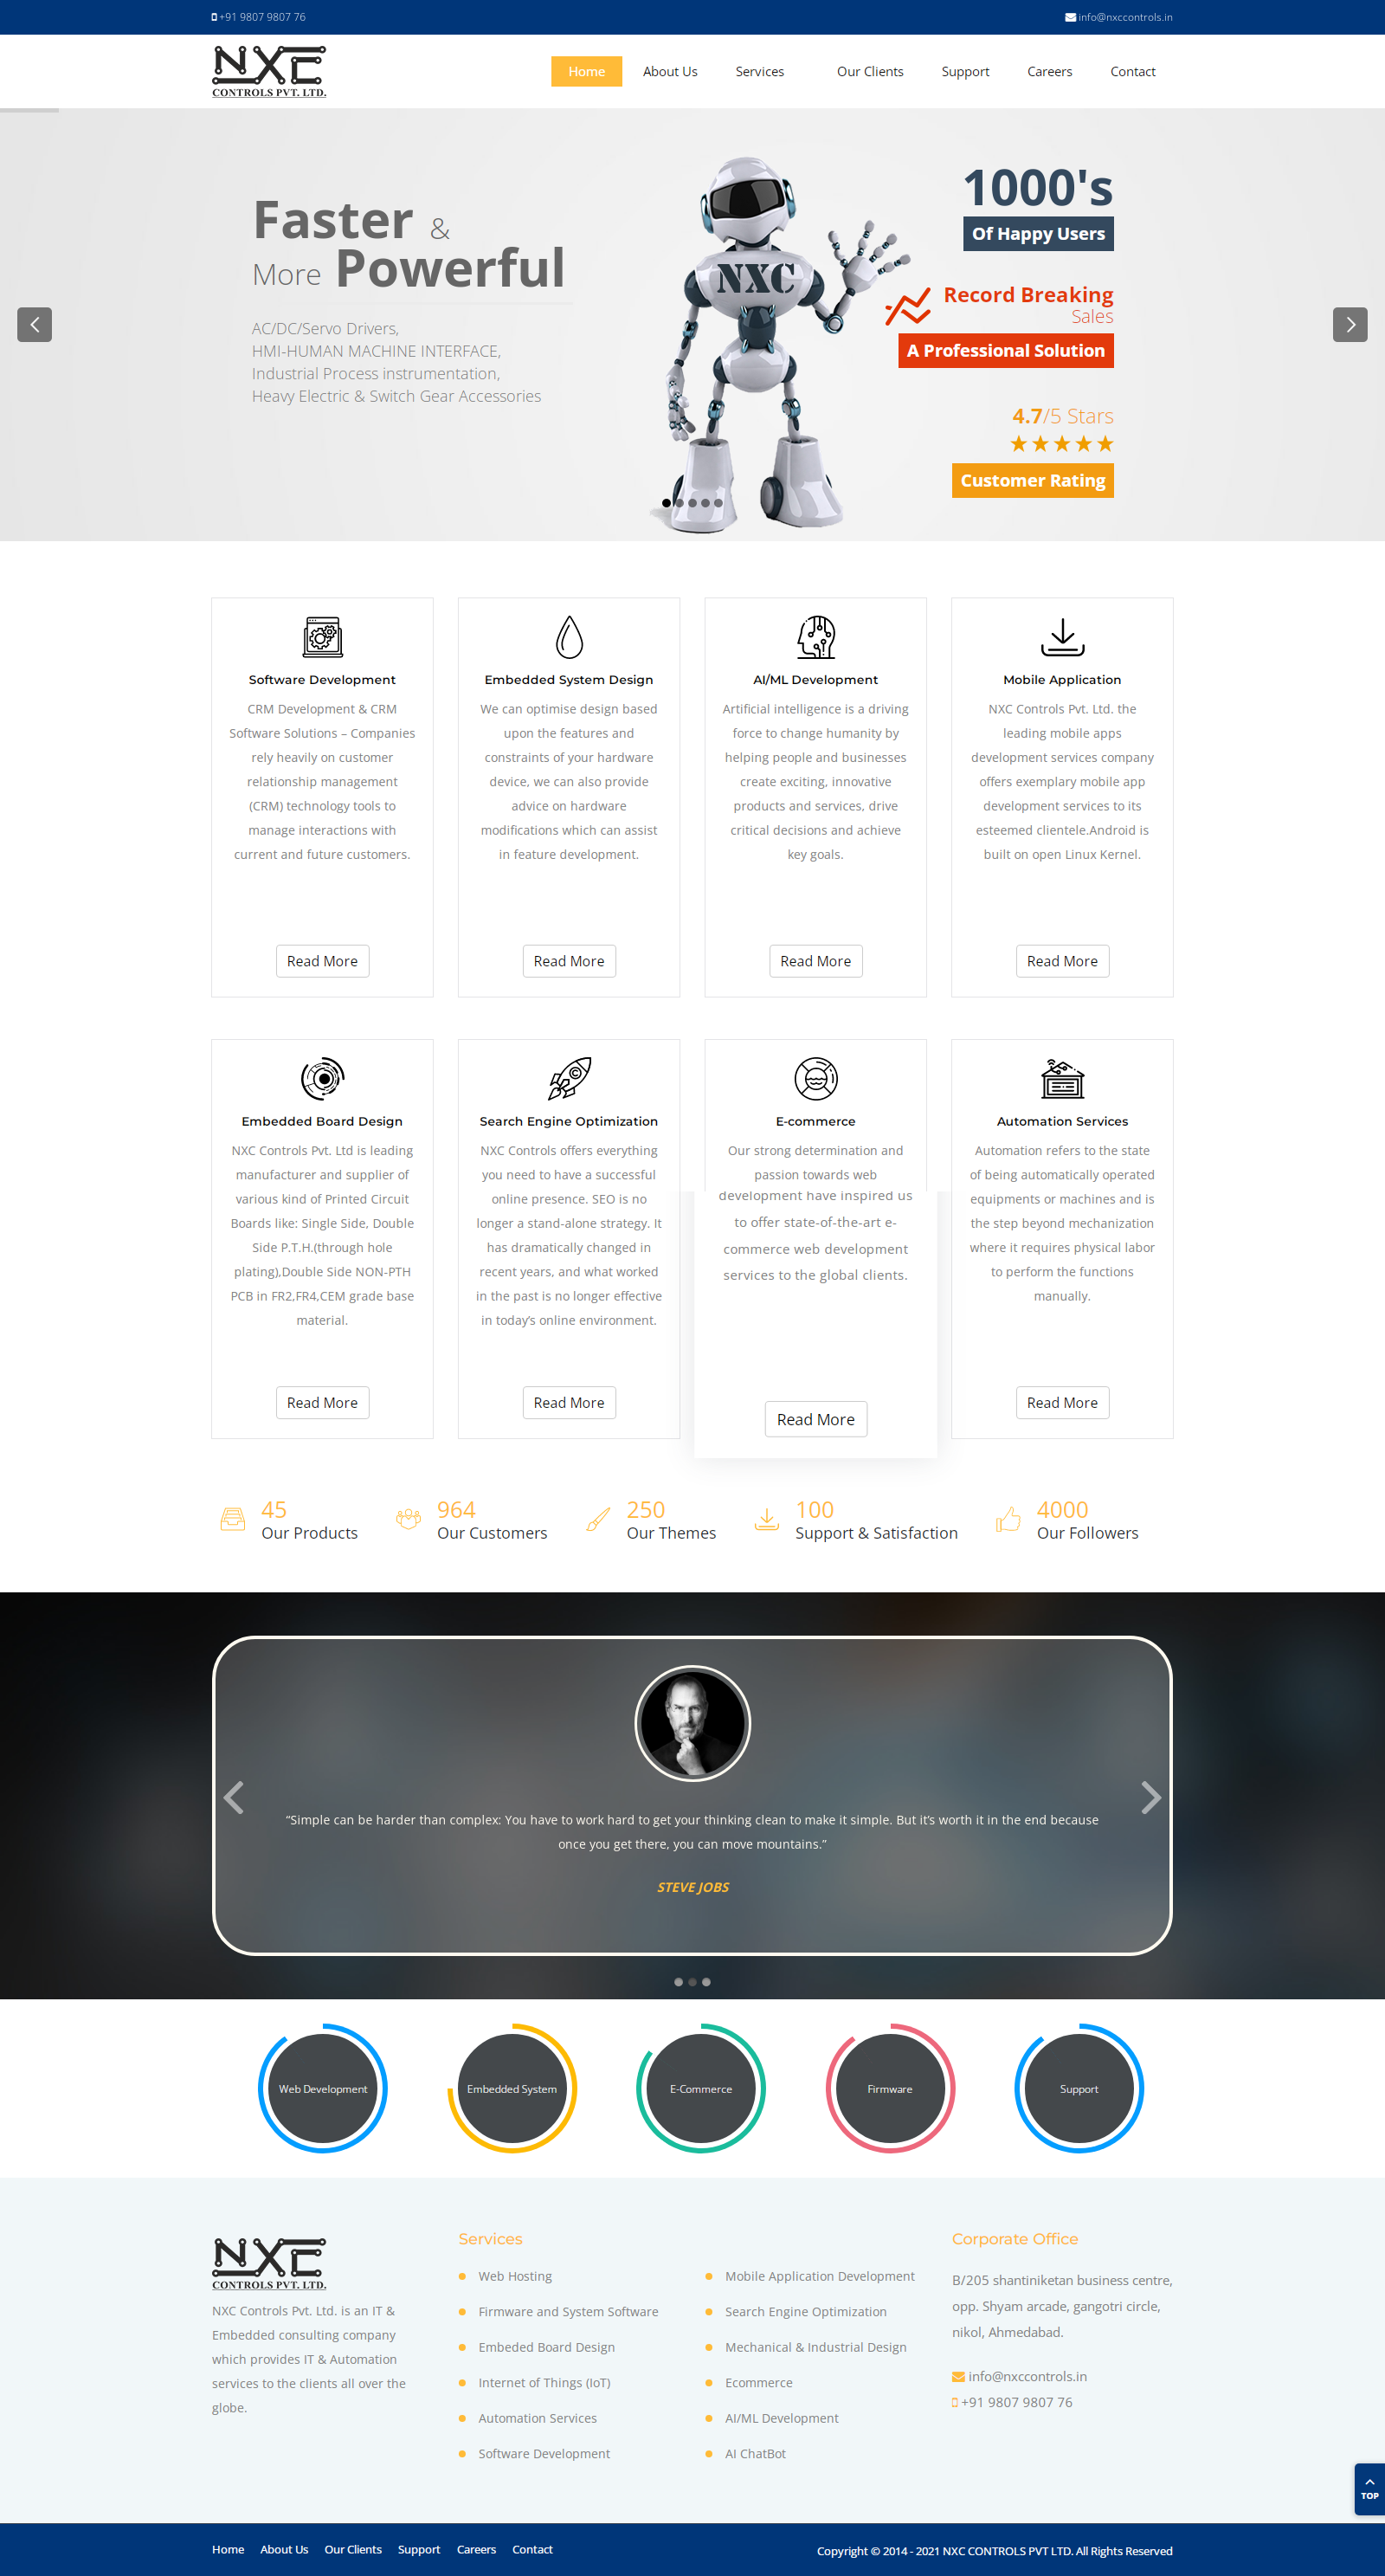 +91 9807 9807 76
info@nxccontrols.in
NXC
CONTROLS PVT. LTD.
Home
About Us
Services
Our Clients
Support
Careers
Contact
Faster &
More Powerful
AC/DC/Servo Drivers,
HMI-HUMAN MACHINE INTERFACE,
Industrial Process instrumentation,
Heavy Electric & Switch Gear Accessories
NXC
1000's
Of Happy Users
Record Breaking
Sales
A Professional Solution
4.7/5 Stars
Customer Rating
Software Development
CRM Development & CRM
Software Solutions – Companies
rely heavily on customer
relationship management
(CRM) technology tools to
manage interactions with
current and future customers.
Read More
Embedded System Design
We can optimise design based
upon the features and
constraints of your hardware
device, we can also provide
advice on hardware
modifications which can assist
in feature development.
Read More
AI/ML Development
Artificial intelligence is a driving
force to change humanity by
helping people and businesses
create exciting, innovative
products and services, drive
critical decisions and achieve
key goals.
Read More
Mobile Application
NXC Controls Pvt. Ltd. the
leading mobile apps
development services company
offers exemplary mobile app
development services to its
esteemed clientele.Android is
built on open Linux Kernel.
Read More
Embedded Board Design
NXC Controls Pvt. Ltd is leading
manufacturer and supplier of
various kind of Printed Circuit
Boards like: Single Side, Double
Side P.T.H.(through hole
plating),Double Side NON-PTH
PCB in FR2,FR4,CEM grade base
material.
Read More
Search Engine Optimization
NXC Controls offers everything
you need to have a successful
online presence. SEO is no
longer a stand-alone strategy. It
has dramatically changed in
recent years, and what worked
in the past is no longer effective
in today’s online environment.
Read More
E-commerce
Our strong determination and
passion towards web
development have inspired us
to offer state-of-the-art e-
commerce web development
services to the global clients.
Read More
Automation Services
Automation refers to the state
of being automatically operated
equipments or machines and is
the step beyond mechanization
where it requires physical labor
to perform the functions
manually.
Read More
45
Our Products
964
Our Customers
250
Our Themes
100
Support & Satisfaction
4000
Our Followers
“Simple can be harder than complex: You have to work hard to get your thinking clean to make it simple. But it’s worth it in the end because
once you get there, you can move mountains.”
STEVE JOBS
Web Development
Embedded System
E-Commerce
Firmware
Support
NXC
CONTROLS PVT. LTD.
NXC Controls Pvt. Ltd. is an IT &
Embedded consulting company
which provides IT & Automation
services to the clients all over the
globe.
Services
Web Hosting
Firmware and System Software
Embeded Board Design
Internet of Things (IoT)
Automation Services
Software Development
Mobile Application Development
Search Engine Optimization
Mechanical & Industrial Design
Ecommerce
AI/ML Development
AI ChatBot
Corporate Office
B/205 shantiniketan business centre,
opp. Shyam arcade, gangotri circle,
nikol, Ahmedabad.
info@nxccontrols.in
+91 9807 9807 76
TOP
Home
About Us
Our Clients
Support
Careers
Contact
Copyright © 2014 - 2021 NXC CONTROLS PVT LTD. All Rights Reserved